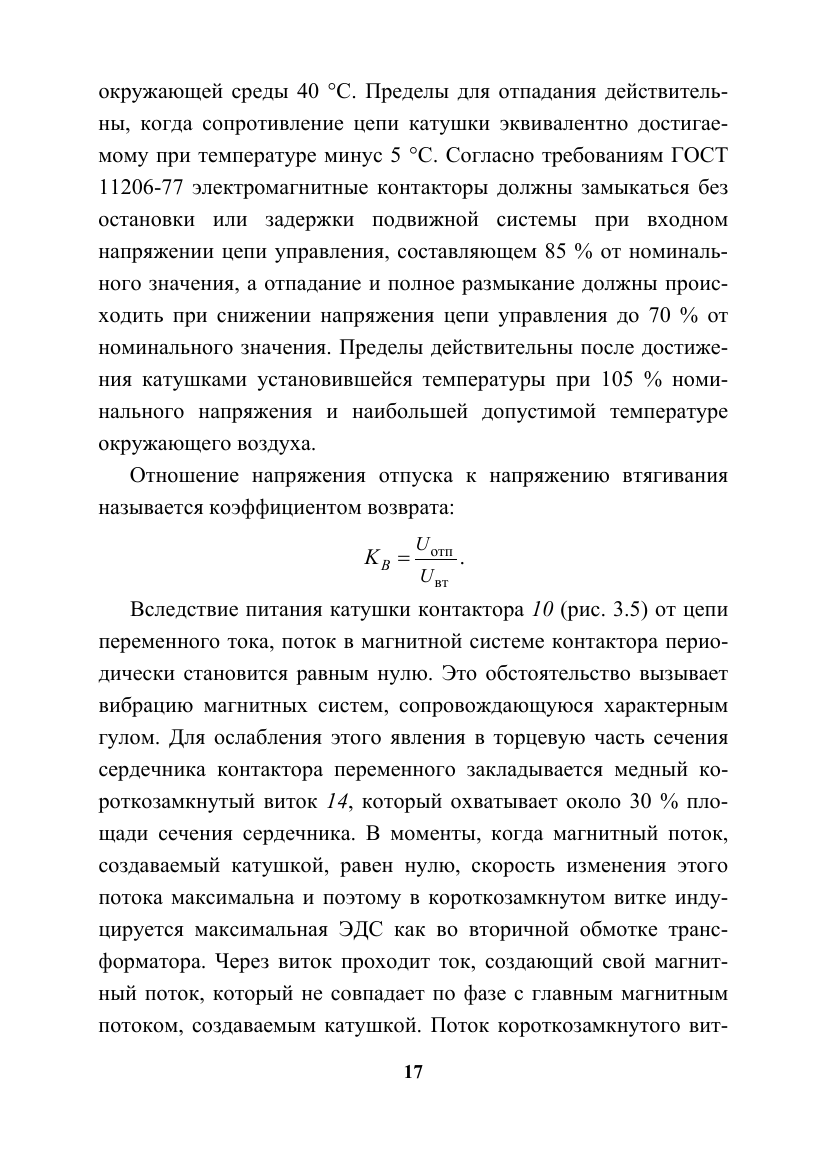 окружающей среды 40 °С. Пределы для отпадания действитель-
ны, когда сопротивление цепи катушки эквивалентно достигае-
мому при температуре минус 5 °С. Согласно требованиям ГОСТ
11206-77 электромагнитные контакторы должны замыкаться без
остановки или задержки подвижной системы при входном
напряжении цепи управления, составляющем 85 % от номиналь-
ного значения, а отпадание и полное размыкание должны проис-
ходить при снижении напряжения цепи управления до 70 % от
номинального значения. Пределы действительны после достиже-
ния катушками установившейся температуры при 105 % номи-
нального напряжения и наибольшей допустимой температуре
окружающего воздуха.
Отношение напряжения отпуска к напряжению втягивания
называется коэффициентом возврата:
K_B = U_отп / U_вт .
Вследствие питания катушки контактора 10 (рис. 3.5) от цепи
переменного тока, поток в магнитной системе контактора перио-
дически становится равным нулю. Это обстоятельство вызывает
вибрацию магнитных систем, сопровождающуюся характерным
гулом. Для ослабления этого явления в торцевую часть сечения
сердечника контактора переменного закладывается медный ко-
роткозамкнутый виток 14, который охватывает около 30 % пло-
щади сечения сердечника. В моменты, когда магнитный поток,
создаваемый катушкой, равен нулю, скорость изменения этого
потока максимальна и поэтому в короткозамкнутом витке инду-
цируется максимальная ЭДС как во вторичной обмотке транс-
форматора. Через виток проходит ток, создающий свой магнит-
ный поток, который не совпадает по фазе с главным магнитным
потоком, создаваемым катушкой. Поток короткозамкнутого вит-
17